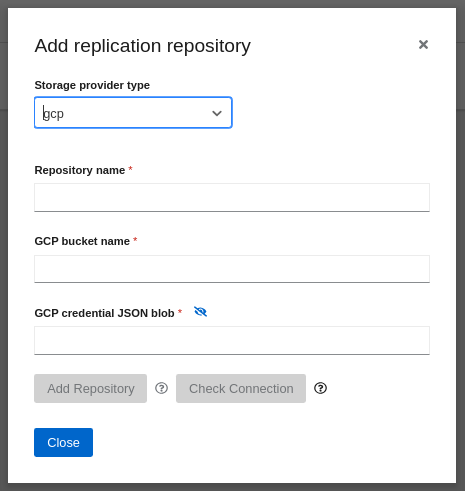 Add replication repository
Storage provider type
gcp
Repository name *
GCP bucket name *
GCP credential JSON blob *
Add Repository
Check Connection
Close